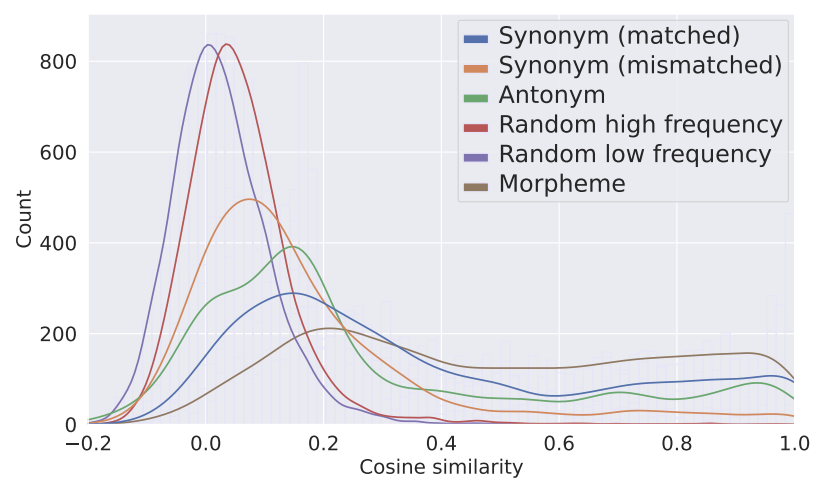 Synonym (matched)
Synonym (mismatched)
Antonym
Random high frequency
Random low frequency
Morpheme
Count
800
600
400
200
0
−0.2 0.0 0.2 0.4 0.6 0.8 1.0
Cosine similarity